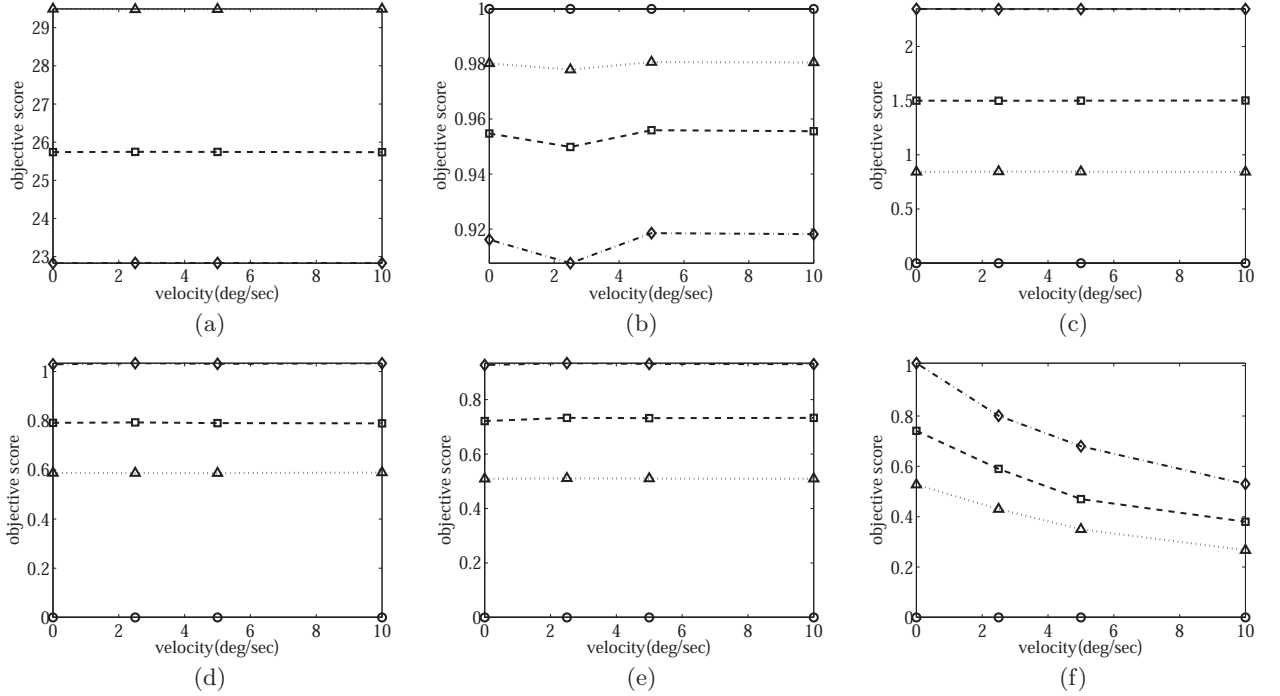 29
28
27
26
25
24
23
objective score
0 2 4 6 8 10
velocity(deg/sec)
(a)
1
0.98
0.96
0.94
0.92
objective score
0 2 4 6 8 10
velocity(deg/sec)
(b)
2
1.5
1
0.5
0
objective score
0 2 4 6 8 10
velocity(deg/sec)
(c)
1
0.8
0.6
0.4
0.2
0
objective score
0 2 4 6 8 10
velocity(deg/sec)
(d)
0.8
0.6
0.4
0.2
0
objective score
0 2 4 6 8 10
velocity(deg/sec)
(e)
1
0.8
0.6
0.4
0.2
0
objective score
0 2 4 6 8 10
velocity(deg/sec)
(f)